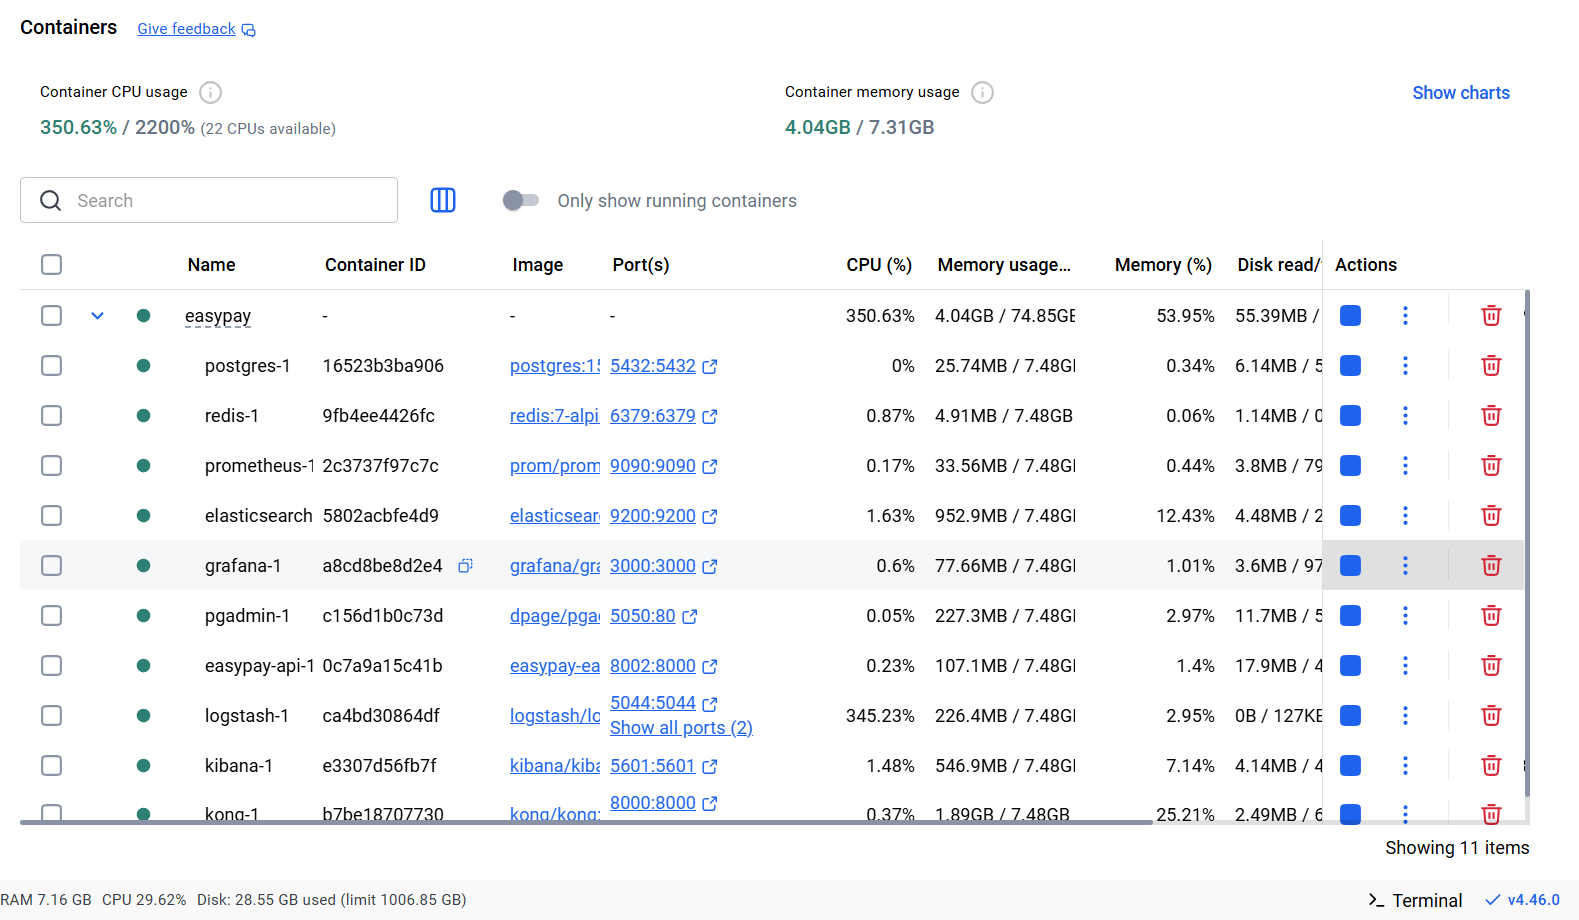 Containers Give feedback
Container CPU usage
350.63% / 2200% (22 CPUs available)
Container memory usage
4.04GB / 7.31GB
Show charts
Search
Only show running containers
Name Container ID Image Port(s) CPU (%) Memory usage... Memory (%) Disk read/ Actions
easypay - - - 350.63% 4.04GB / 74.85GB 53.95% 55.39MB /
postgres-1 16523b3ba906 postgres:15 5432:5432 0% 25.74MB / 7.48G 0.34% 6.14MB / 5
redis-1 9fb4ee4426fc redis:7-alpi 6379:6379 0.87% 4.91MB / 7.48GB 0.06% 1.14MB / 0
prometheus-1 2c3737f97c7c prom/prom 9090:9090 0.17% 33.56MB / 7.48G 0.44% 3.8MB / 79
elasticsearch 5802acbfe4d9 elasticsear 9200:9200 1.63% 952.9MB / 7.48G 12.43% 4.48MB / 2
grafana-1 a8cd8be8d2e4 grafana/gra 3000:3000 0.6% 77.66MB / 7.48G 1.01% 3.6MB / 97
pgadmin-1 c156d1b0c73d dpage/pga 5050:80 0.05% 227.3MB / 7.48G 2.97% 11.7MB / 5
easypay-api-1 0c7a9a15c41b easypay-ea 8002:8000 0.23% 107.1MB / 7.48G 1.4% 17.9MB / 4
logstash-1 ca4bd30864df logstash/lo 5044:5044 345.23% 226.4MB / 7.48G 2.95% 0B / 127KB
Show all ports (2)
kibana-1 e3307d56fb7f kibana/kiba 5601:5601 1.48% 546.9MB / 7.48G 7.14% 4.14MB / 4
kong-1 b7be18707730 kong/kong: 8000:8000 0.37% 1.89GB / 7.48GB 25.21% 2.49MB / 6
Showing 11 items
RAM 7.16 GB CPU 29.62% Disk: 28.55 GB used (limit 1006.85 GB) Terminal v4.46.0